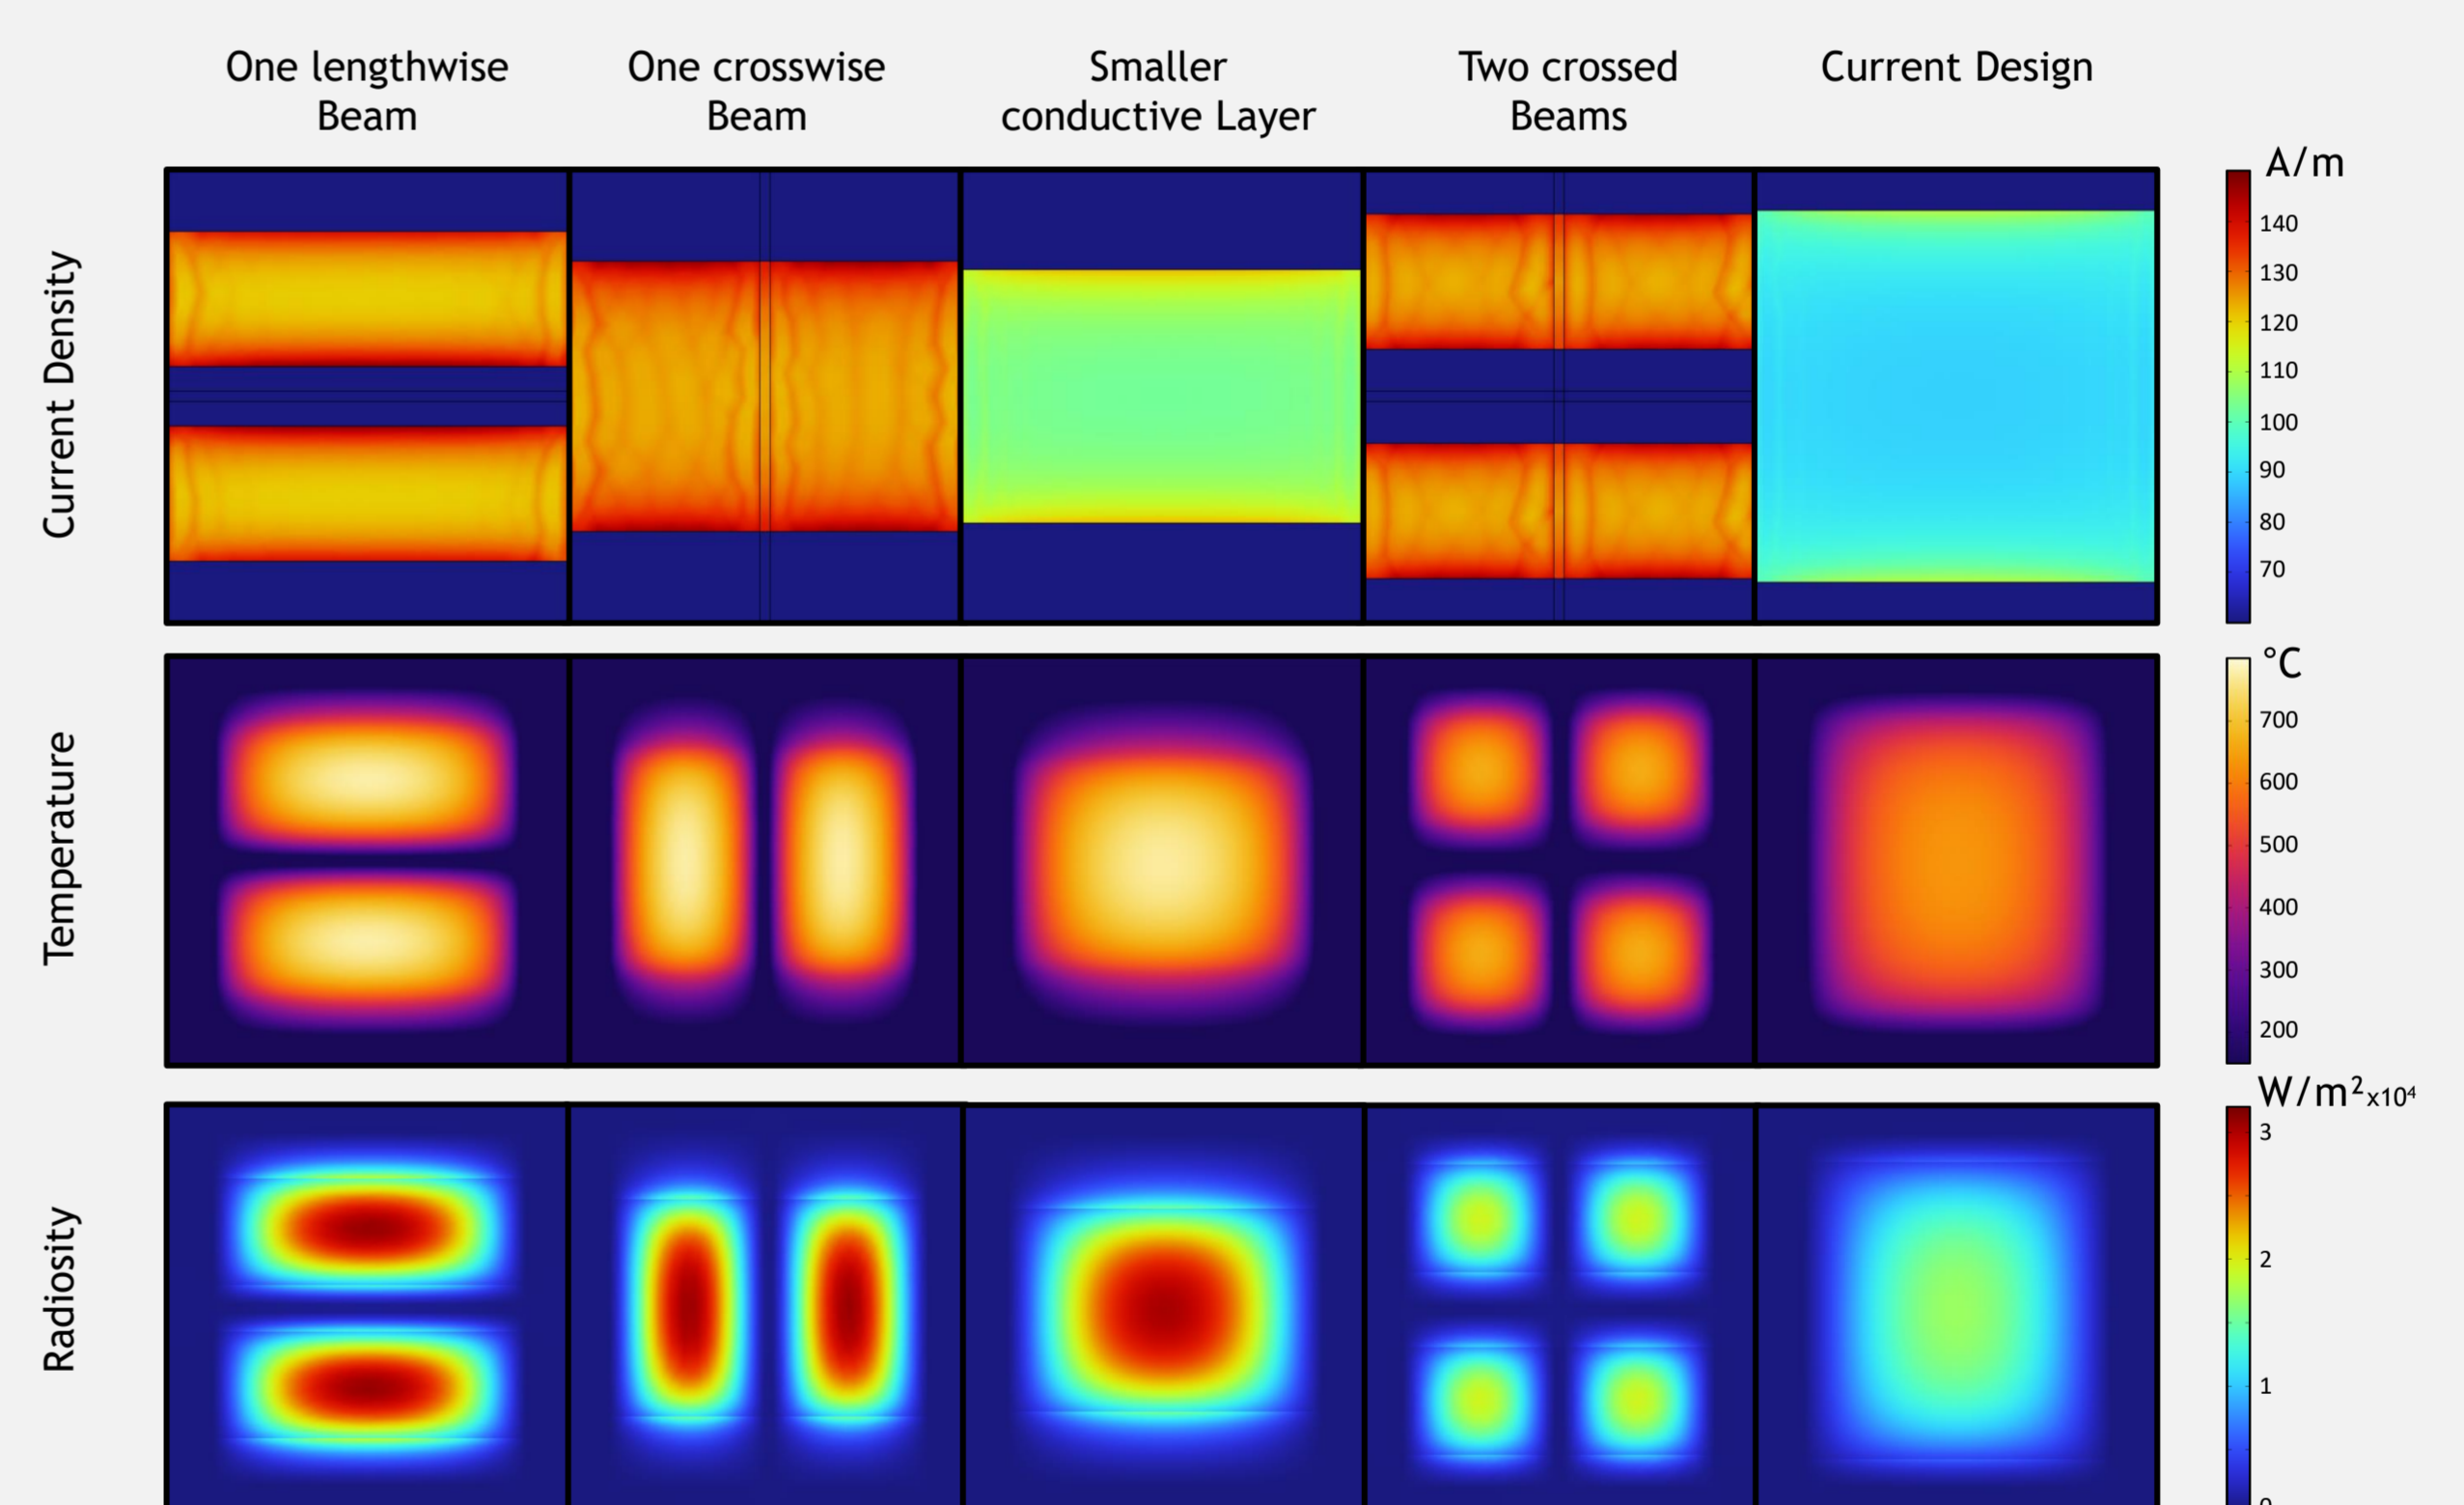 One lengthwise
Beam
One crosswise
Beam
Smaller
conductive Layer
Two crossed
Beams
Current Design
Current Density
A/m
140
130
120
110
100
90
80
70
Temperature
°C
700
600
500
400
300
200
Radiosity
W/m²x10⁴
3
2
1
0